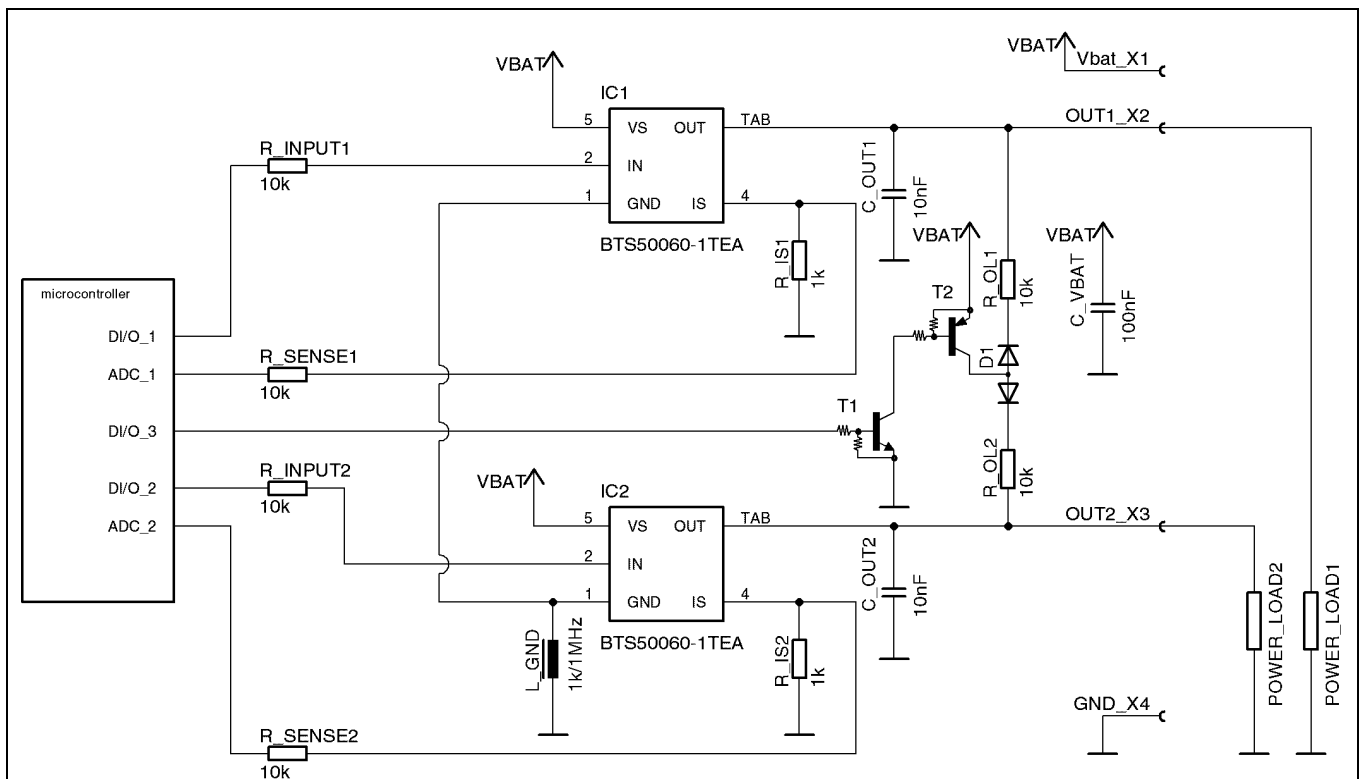 VBAT
Vbat_X1
VBAT
IC1
5 VS OUT TAB
OUT1_X2
R_INPUT1
10k
2 IN
1 GND IS 4
BTS50060-1TEA
C_OUT1
10nF
R_IS1
1k
VBAT
VBAT
R_OL1
10k
C_VBAT
100nF
T2
D1
microcontroller
DI/O_1
ADC_1
DI/O_3
DI/O_2
ADC_2
R_SENSE1
10k
T1
R_INPUT2
10k
VBAT
IC2
5 VS OUT TAB
R_OL2
10k
OUT2_X3
2 IN
1 GND IS 4
BTS50060-1TEA
C_OUT2
10nF
L_GND
1k/1MHz
R_IS2
1k
POWER_LOAD2
POWER_LOAD1
GND_X4
R_SENSE2
10k